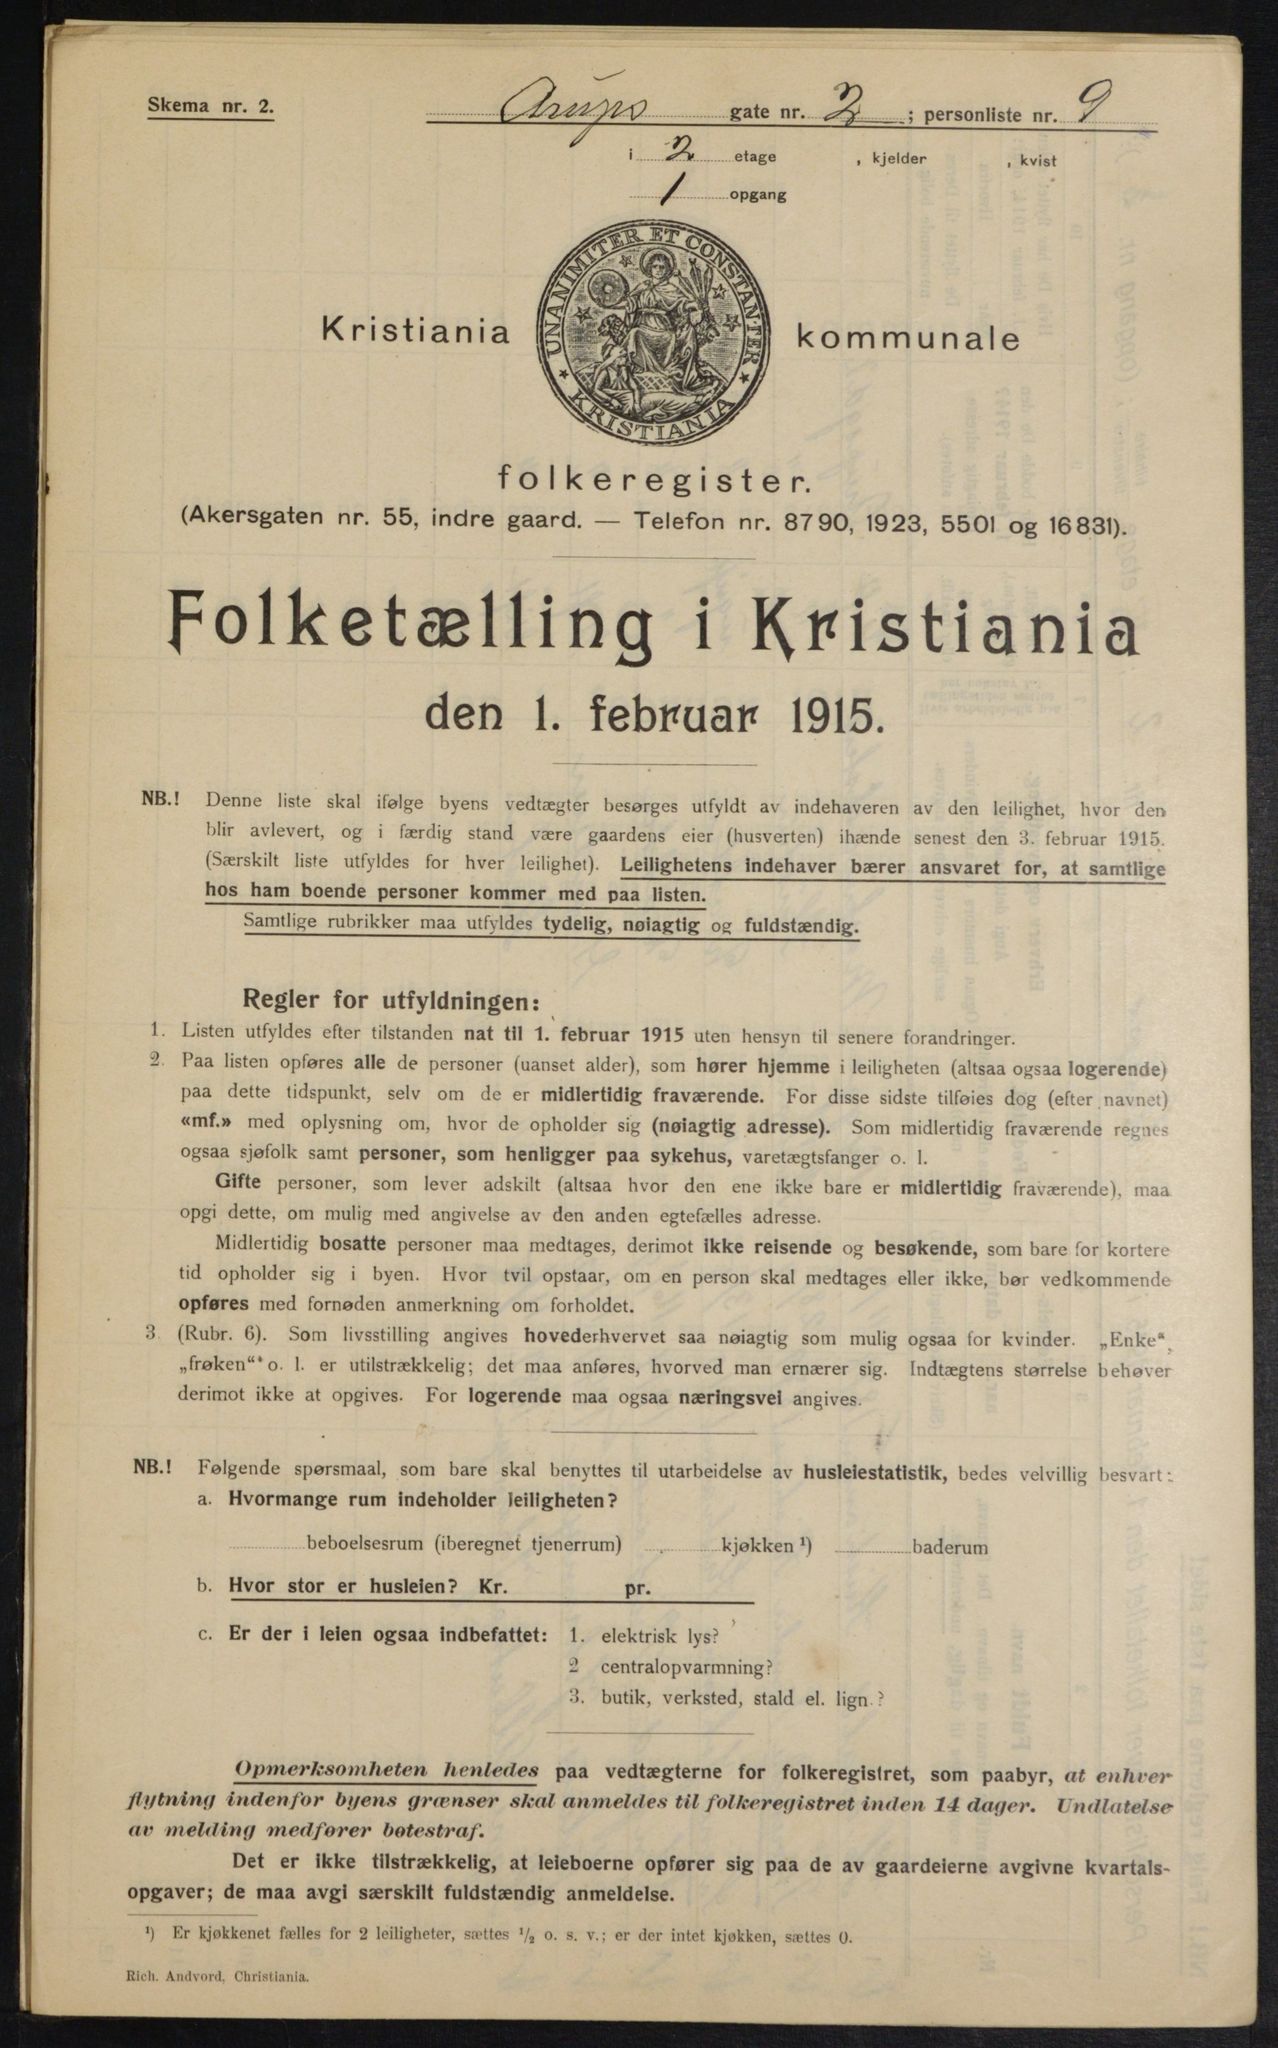 Skema nr. 2.
Arups gate nr. 2 ; personliste nr. 9
i 2 etage , kjelder , kvist
1 opgang
UNANIMITER ET CONSTANTER
KRISTIANIA
Kristiania kommunale
folkeregister.
(Akersgaten nr. 55, indre gaard. — Telefon nr. 8790, 1923, 5501 og 16831).
Folketælling i Kristiania
den 1. februar 1915.
NB.! Denne liste skal ifølge byens vedtægter besørges utfyldt av indehaveren av den leilighet, hvor den
blir avlevert, og i færdig stand være gaardens eier (husverten) ihænde senest den 3. februar 1915.
(Særskilt liste utfyldes for hver leilighet). Leilighetens indehaver bærer ansvaret for, at samtlige
hos ham boende personer kommer med paa listen.
Samtlige rubrikker maa utfyldes tydelig, nøiagtig og fuldstændig.
Regler for utfyldningen:
1. Listen utfyldes efter tilstanden nat til 1. februar 1915 uten hensyn til senere forandringer.
2. Paa listen opføres alle de personer (uanset alder), som hører hjemme i leiligheten (altsaa ogsaa logerende)
paa dette tidspunkt, selv om de er midlertidig fraværende. For disse sidste tilføies dog (efter navnet)
«mf.» med oplysning om, hvor de opholder sig (nøiagtig adresse). Som midlertidig fraværende regnes
ogsaa sjøfolk samt personer, som henligger paa sykehus, varetægtsfanger o. l.
Gifte personer, som lever adskilt (altsaa hvor den ene ikke bare er midlertidig fraværende), maa
opgi dette, om mulig med angivelse av den anden egtefælles adresse.
Midlertidig bosatte personer maa medtages, derimot ikke reisende og besøkende, som bare for kortere
tid opholder sig i byen. Hvor tvil opstaar, om en person skal medtages eller ikke, bør vedkommende
opføres med fornøden anmerkning om forholdet.
3 (Rubr. 6). Som livsstilling angives hovederhvervet saa nøiagtig som mulig ogsaa for kvinder. „Enke“,
„frøken“ o. l. er utilstrækkelig; det maa anføres, hvorved man ernærer sig. Indtægtens størrelse behøver
derimot ikke at opgives. For logerende maa ogsaa næringsvei angives.
NB.! Følgende spørsmaal, som bare skal benyttes til utarbeidelse av husleiestatistik, bedes velvillig besvart:
a. Hvormange rum indeholder leiligheten?
beboelsesrum (iberegnet tjenerrum) kjøkken ¹) baderum
b. Hvor stor er husleien? Kr. pr.
c. Er der i leien ogsaa indbefattet: 1. elektrisk lys?
2 centralopvarmning?
3. butik, verksted, stald el. lign.?
Opmerksomheten henledes paa vedtægterne for folkeregistret, som paabyr, at enhver
flytning indenfor byens grænser skal anmeldes til folkeregistret inden 14 dager. Undlatelse
av melding medfører bøtestraf.
Det er ikke tilstrækkelig, at leieboerne opfører sig paa de av gaardeierne avgivne kvartals-
opgaver; de maa avgi særskilt fuldstændig anmeldelse.
¹) Er kjøkkenet fælles for 2 leiligheter, sættes ½ o. s. v.; er der intet kjøkken, sættes 0.
Rich. Andvord, Christiania.